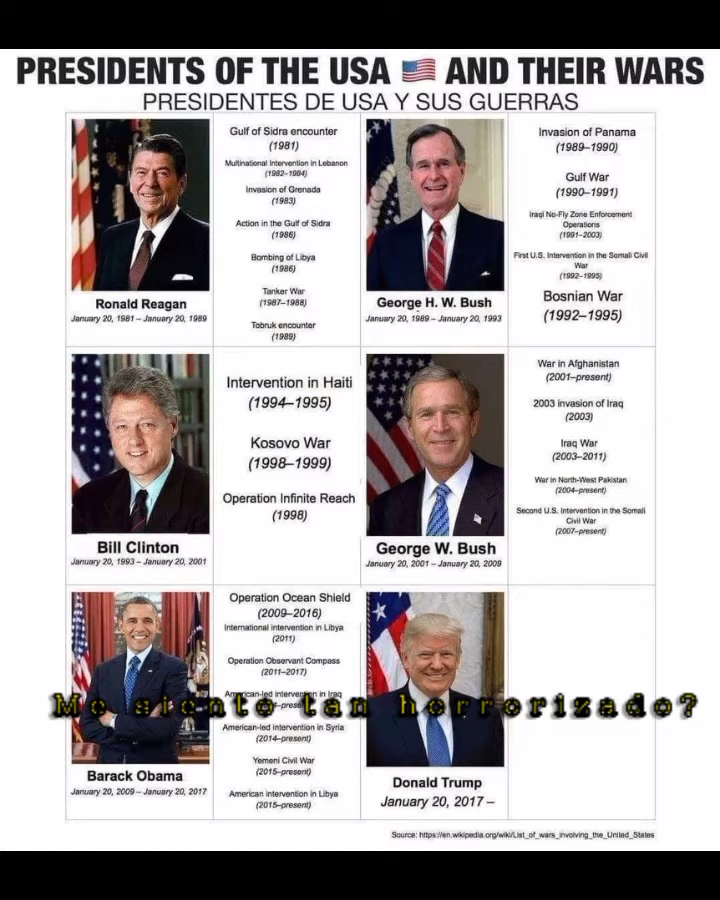 PRESIDENTS OF THE USA 🇺🇸 AND THEIR WARS
PRESIDENTES DE USA Y SUS GUERRAS
Ronald Reagan
January 20, 1981 – January 20, 1989
Gulf of Sidra encounter
(1981)
Multinational Intervention in Lebanon
(1982–1984)
Invasion of Grenada
(1983)
Action in the Gulf of Sidra
(1986)
Bombing of Libya
(1986)
Tanker War
(1987–1988)
Tobruk encounter
(1989)
George H. W. Bush
January 20, 1989 – January 20, 1993
Invasion of Panama
(1989–1990)
Gulf War
(1990–1991)
Iraqi No-Fly Zone Enforcement
Operations
(1991–2003)
First U.S. Intervention in the Somali Civil
War
(1992–1995)
Bosnian War
(1992–1995)
Bill Clinton
January 20, 1993 – January 20, 2001
Intervention in Haiti
(1994–1995)
Kosovo War
(1998–1999)
Operation Infinite Reach
(1998)
George W. Bush
January 20, 2001 – January 20, 2009
War in Afghanistan
(2001–present)
2003 invasion of Iraq
(2003)
Iraq War
(2003–2011)
War in North-West Pakistan
(2004–present)
Second U.S. Intervention in the Somali
Civil War
(2007–present)
Barack Obama
January 20, 2009 – January 20, 2017
Operation Ocean Shield
(2009–2016)
International intervention in Libya
(2011)
Operation Observant Compass
(2011–2017)
American-led intervention in Iraq
–present)
American-led intervention in Syria
(2014–present)
Yemeni Civil War
(2015–present)
American intervention in Libya
(2015–present)
Donald Trump
January 20, 2017 –
Me siento tan horrorizado?
Source: https://en.wikipedia.org/wiki/List_of_wars_involving_the_United_States